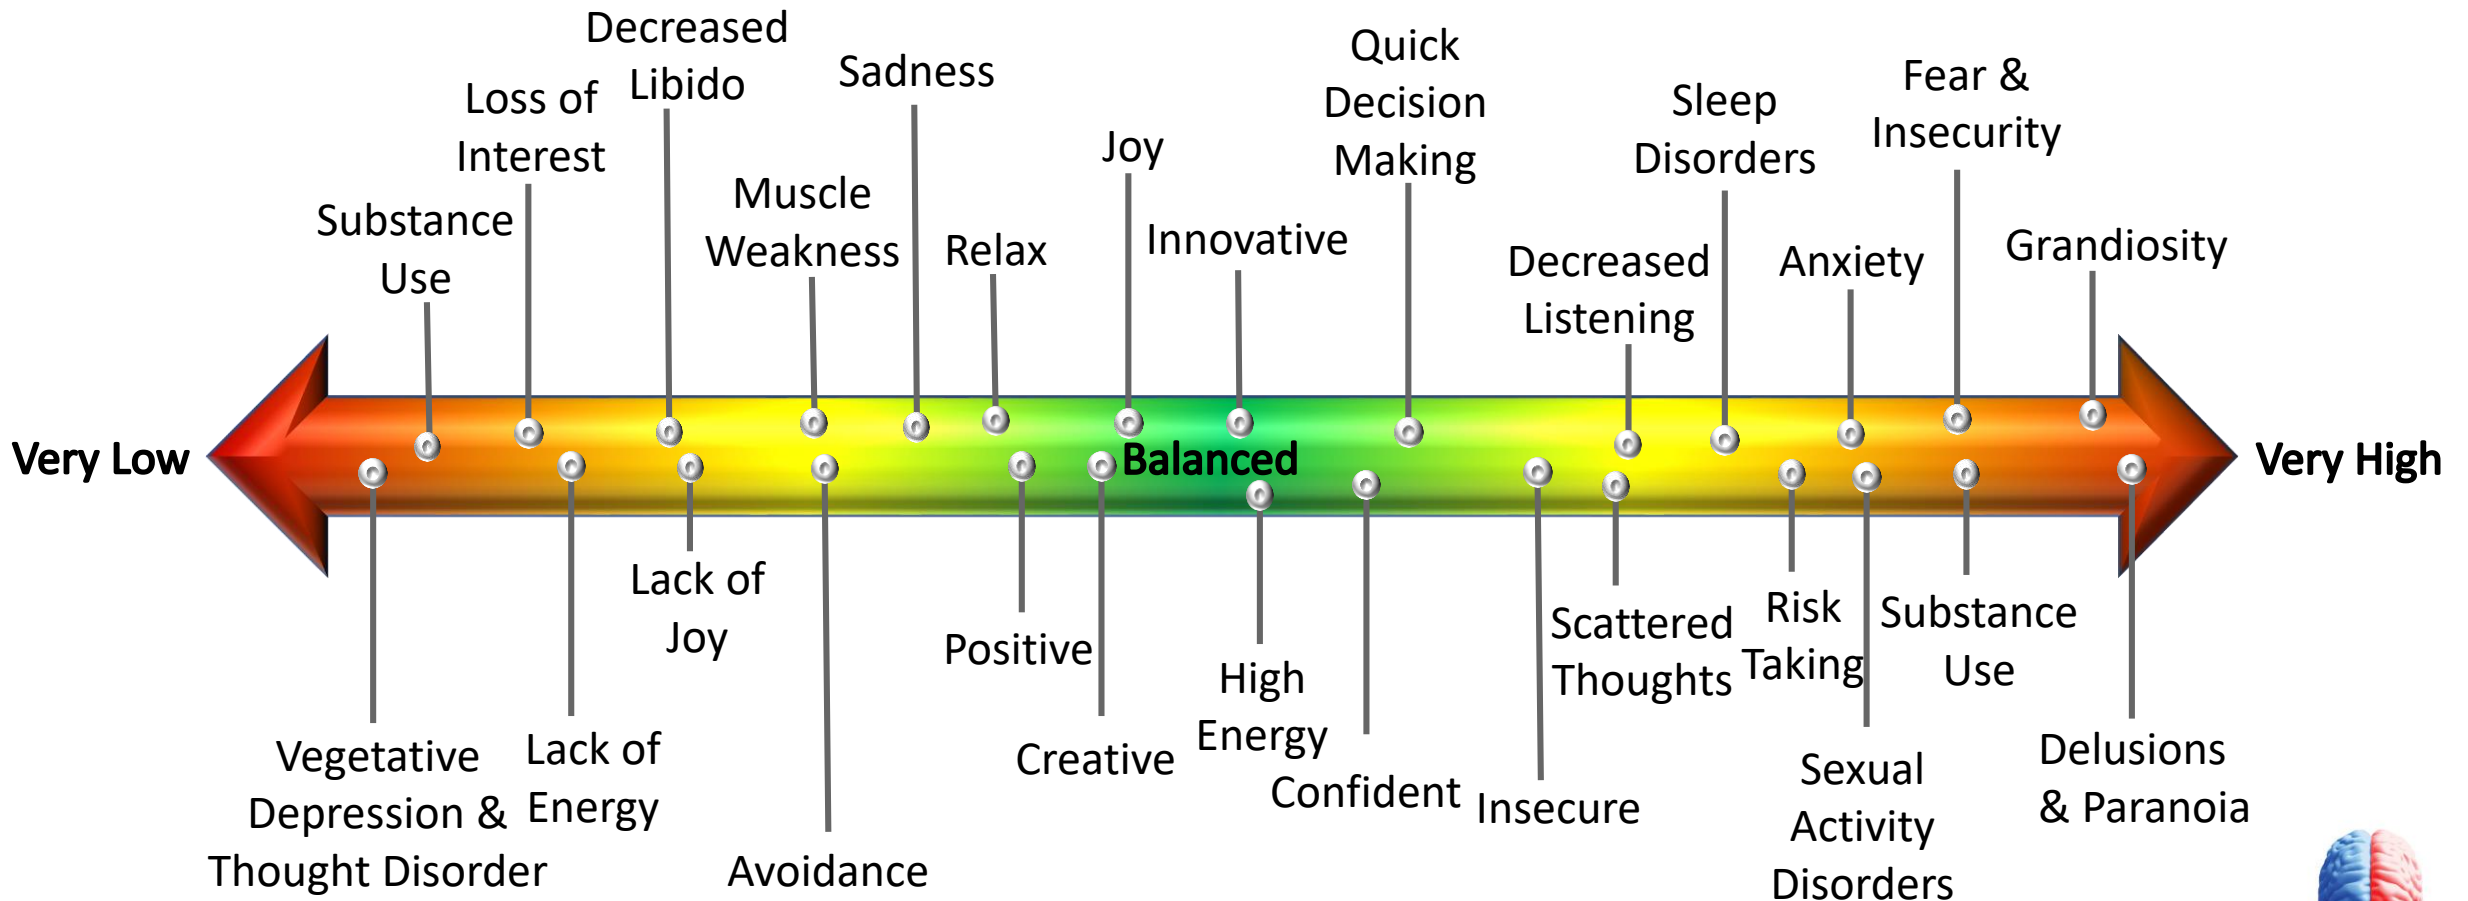 Decreased
Libido
Loss of
Interest
Substance
Use
Muscle
Weakness
Sadness
Relax
Joy
Innovative
Quick
Decision
Making
Decreased
Listening
Sleep
Disorders
Anxiety
Fear &
Insecurity
Grandiosity
Very Low
Balanced
Very High
Vegetative
Depression &
Thought Disorder
Lack of
Energy
Lack of
Joy
Avoidance
Positive
Creative
High
Energy
Confident
Insecure
Scattered
Thoughts
Risk
Taking
Sexual
Activity
Disorders
Substance
Use
Delusions
& Paranoia